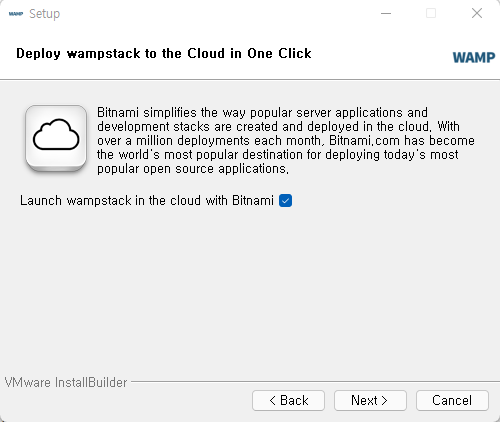 WAMP Setup
Deploy wampstack to the Cloud in One Click
WAMP
Bitnami simplifies the way popular server applications and
development stacks are created and deployed in the cloud. With
over a million deployments each month, Bitnami.com has become
the world's most popular destination for deploying today's most
popular open source applications.
Launch wampstack in the cloud with Bitnami
VMware InstallBuilder
< Back
Next >
Cancel